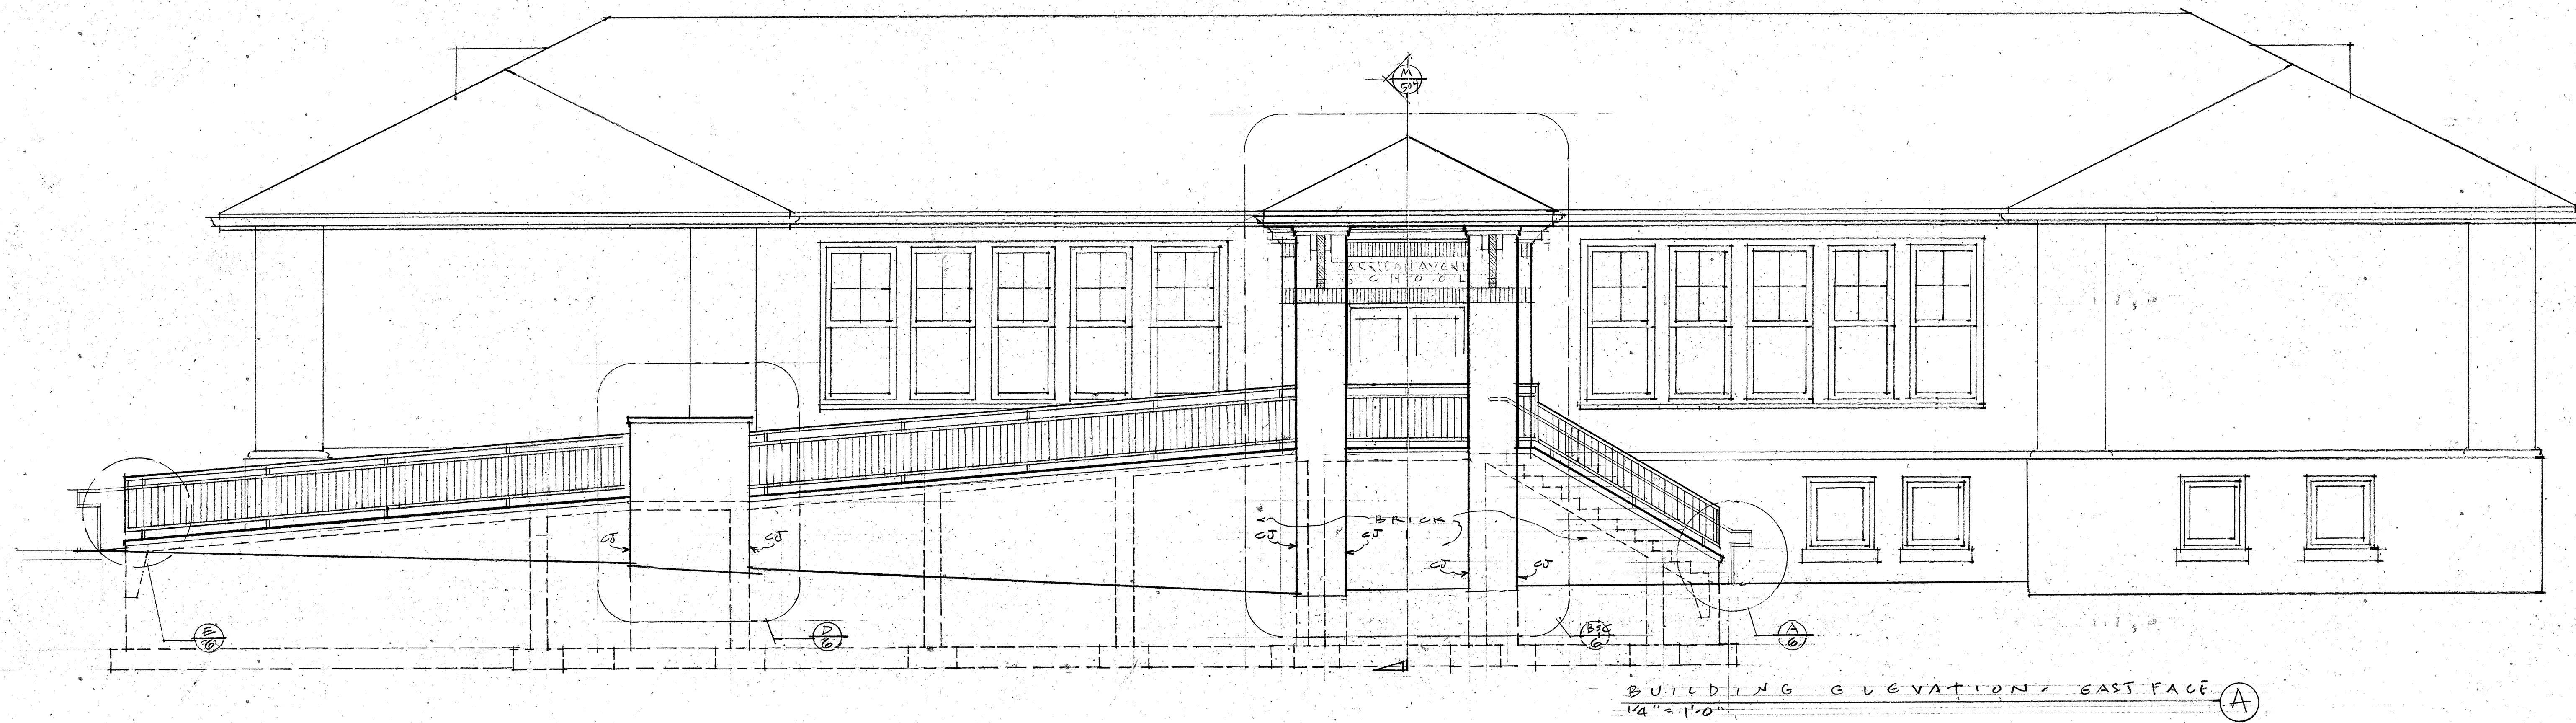 M
504
SCHOOL
BRICK
CJ
CJ
CJ
CJ
CJ
CJ
E
6
D
6
B&C
6
A
6
BUILDING ELEVATION. EAST FACE
A
1/4" = 1'-0"